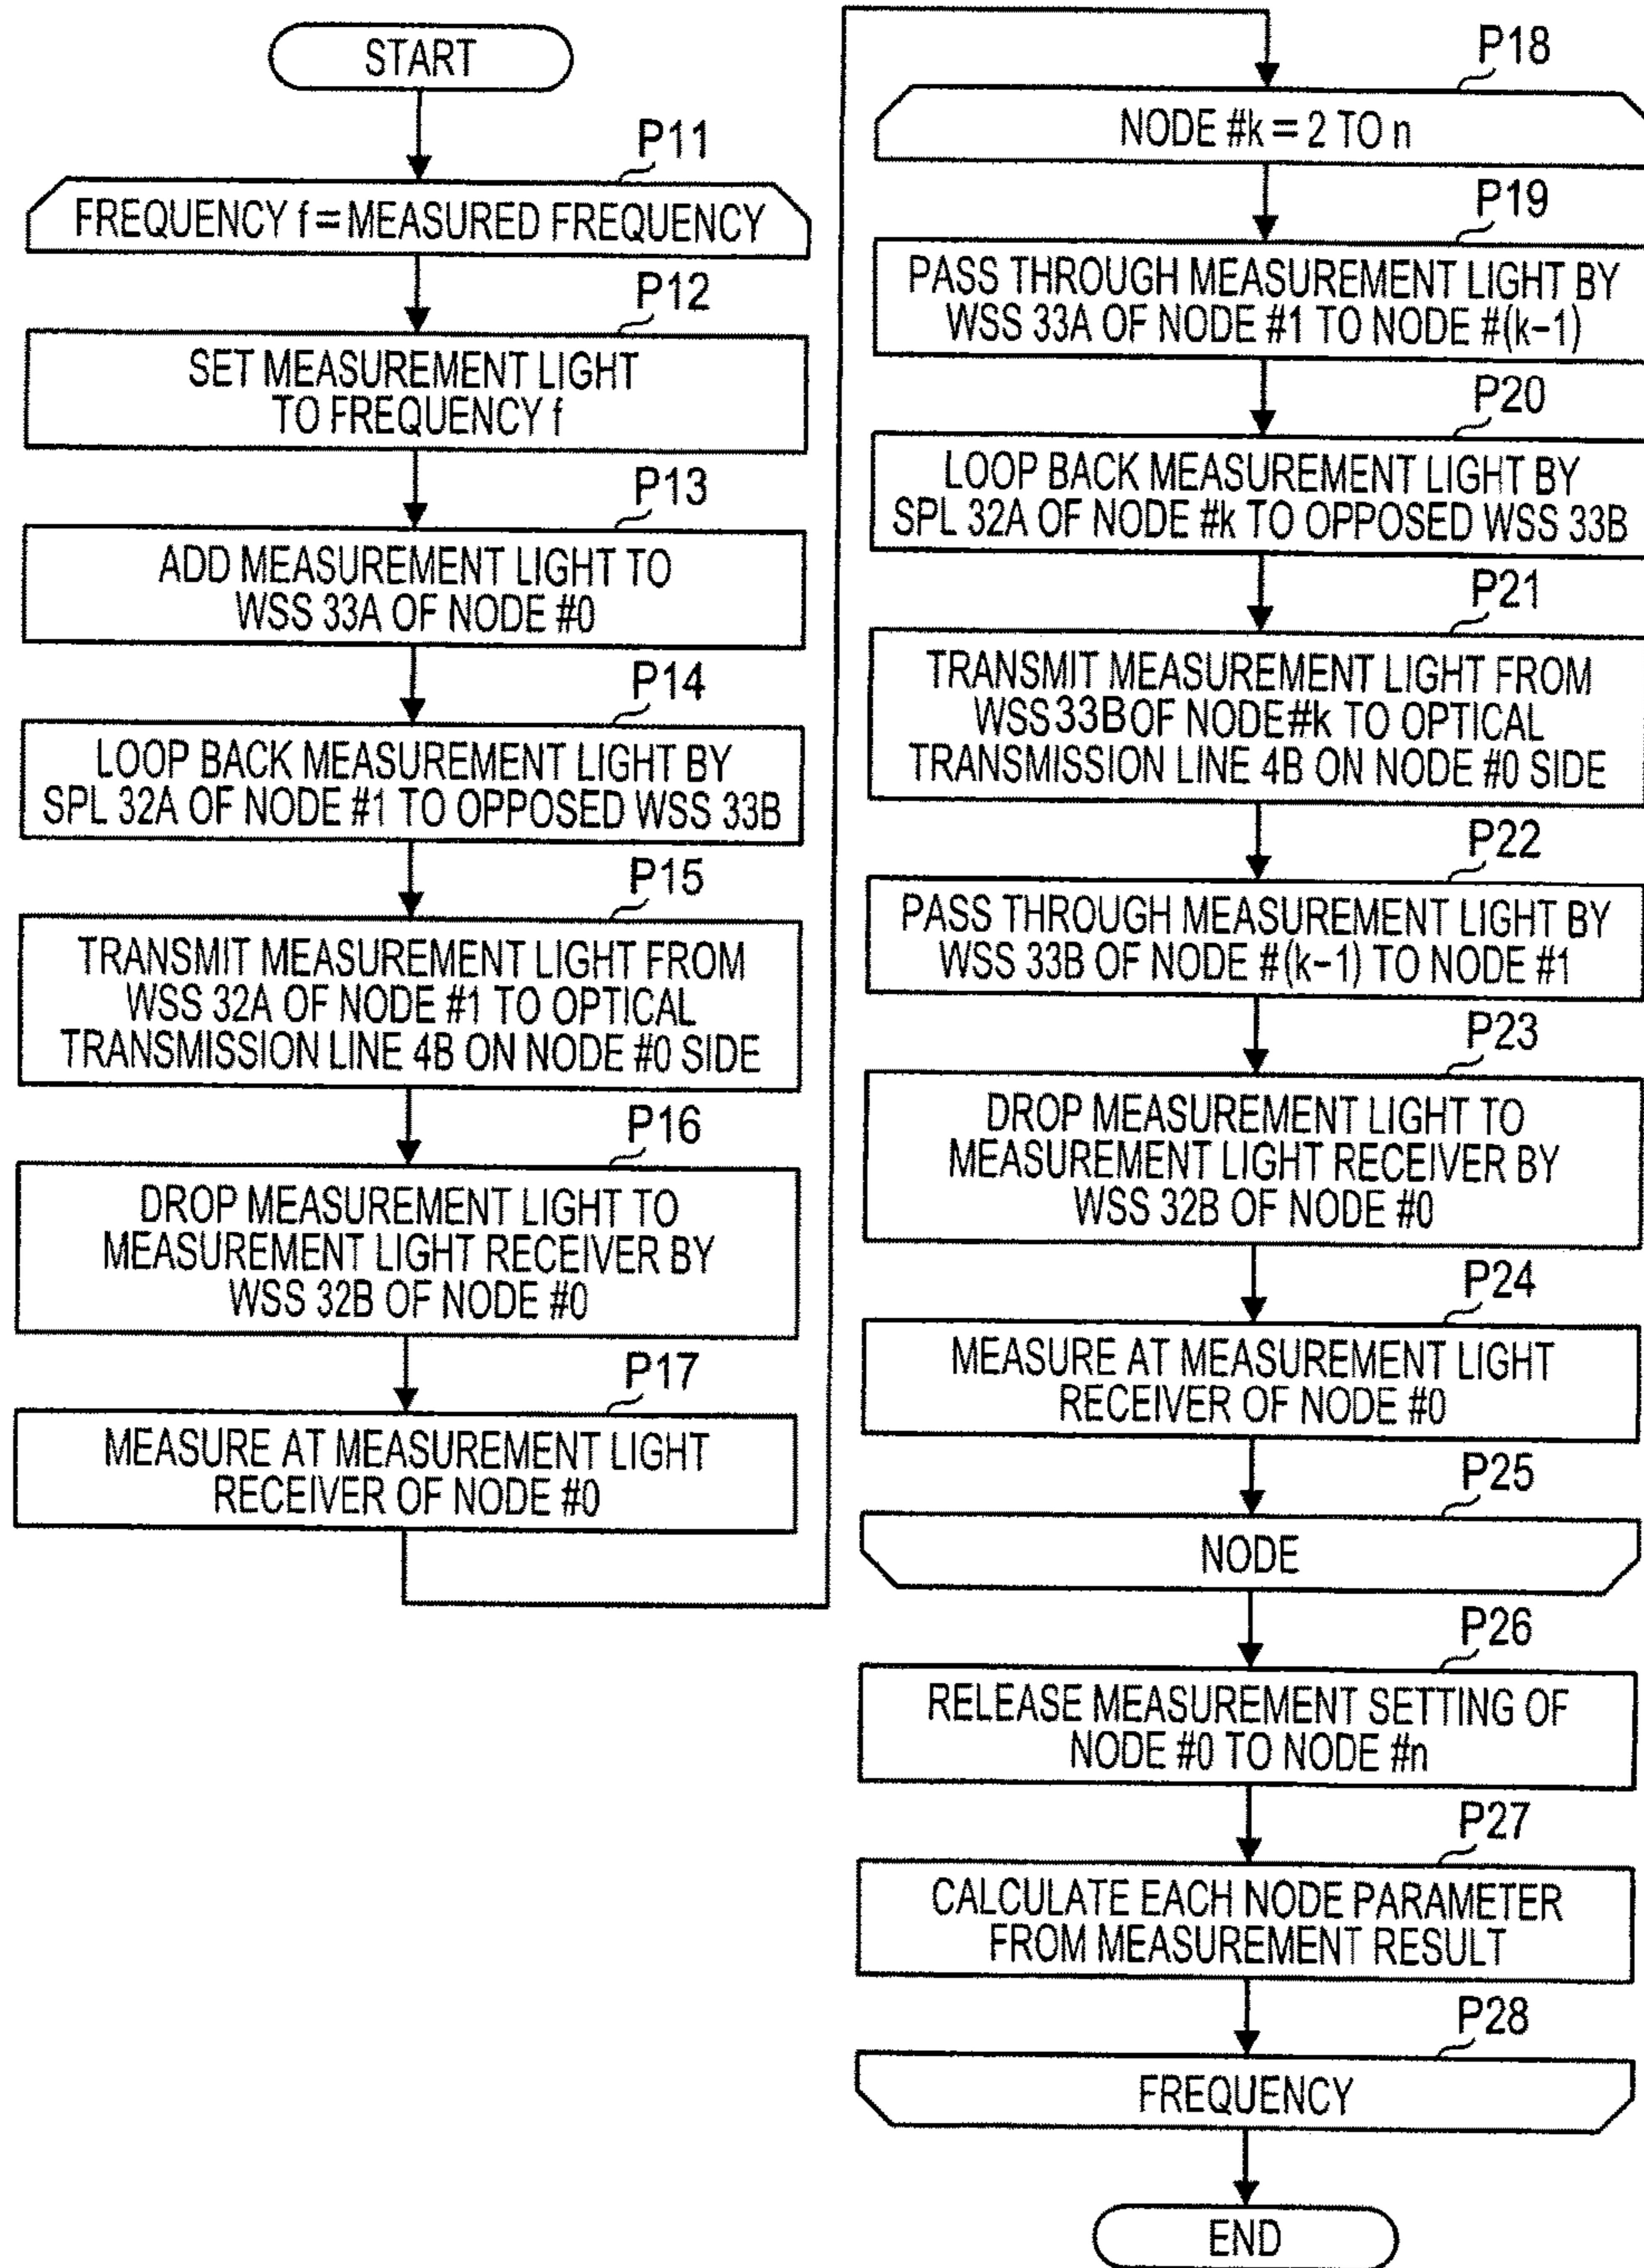 START
P11
FREQUENCY f = MEASURED FREQUENCY
P12
SET MEASUREMENT LIGHT
TO FREQUENCY f
P13
ADD MEASUREMENT LIGHT TO
WSS 33A OF NODE #0
P14
LOOP BACK MEASUREMENT LIGHT BY
SPL 32A OF NODE #1 TO OPPOSED WSS 33B
P15
TRANSMIT MEASUREMENT LIGHT FROM
WSS 32A OF NODE #1 TO OPTICAL
TRANSMISSION LINE 4B ON NODE #0 SIDE
P16
DROP MEASUREMENT LIGHT TO
MEASUREMENT LIGHT RECEIVER BY
WSS 32B OF NODE #0
P17
MEASURE AT MEASUREMENT LIGHT
RECEIVER OF NODE #0
P18
NODE #k = 2 TO n
P19
PASS THROUGH MEASUREMENT LIGHT BY
WSS 33A OF NODE #1 TO NODE #(k-1)
P20
LOOP BACK MEASUREMENT LIGHT BY
SPL 32A OF NODE #k TO OPPOSED WSS 33B
P21
TRANSMIT MEASUREMENT LIGHT FROM
WSS 33B OF NODE #k TO OPTICAL
TRANSMISSION LINE 4B ON NODE #0 SIDE
P22
PASS THROUGH MEASUREMENT LIGHT BY
WSS 33B OF NODE #(k-1) TO NODE #1
P23
DROP MEASUREMENT LIGHT TO
MEASUREMENT LIGHT RECEIVER BY
WSS 32B OF NODE #0
P24
MEASURE AT MEASUREMENT LIGHT
RECEIVER OF NODE #0
P25
NODE
P26
RELEASE MEASUREMENT SETTING OF
NODE #0 TO NODE #n
P27
CALCULATE EACH NODE PARAMETER
FROM MEASUREMENT RESULT
P28
FREQUENCY
END